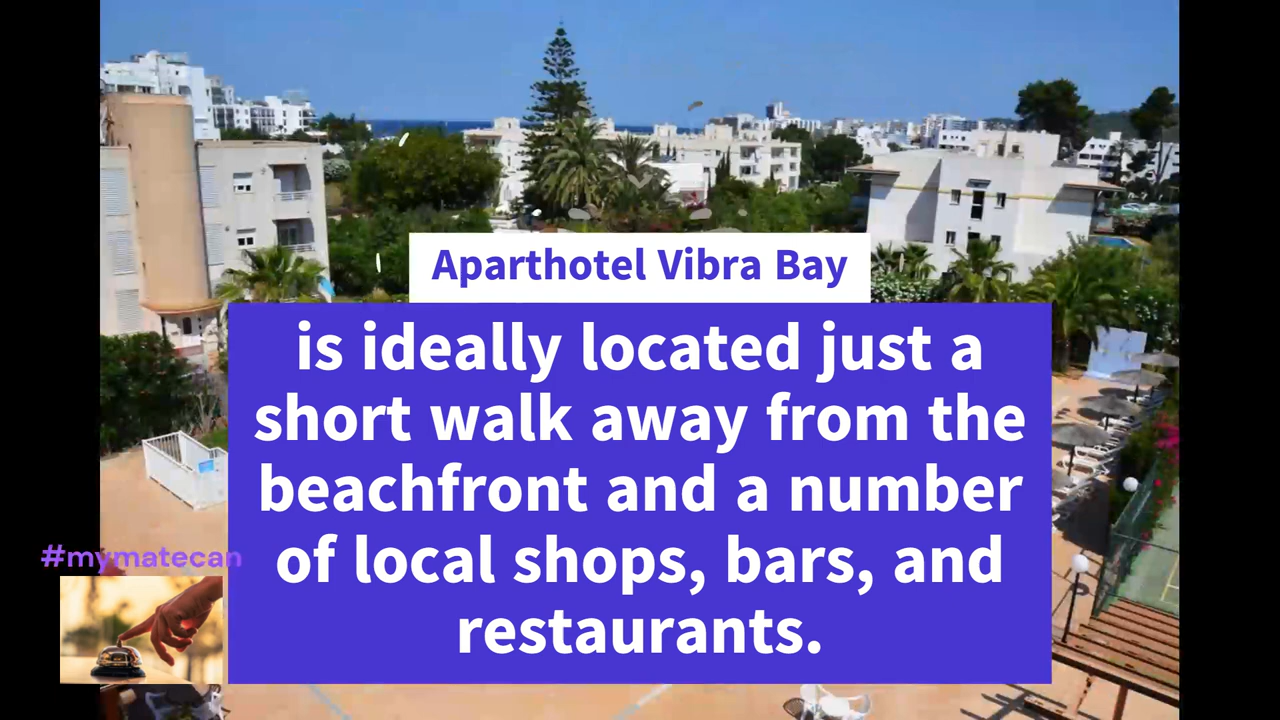 Aparthotel Vibra Bay
is ideally located just a
short walk away from the
beachfront and a number
of local shops, bars, and
restaurants.
#mymatecan